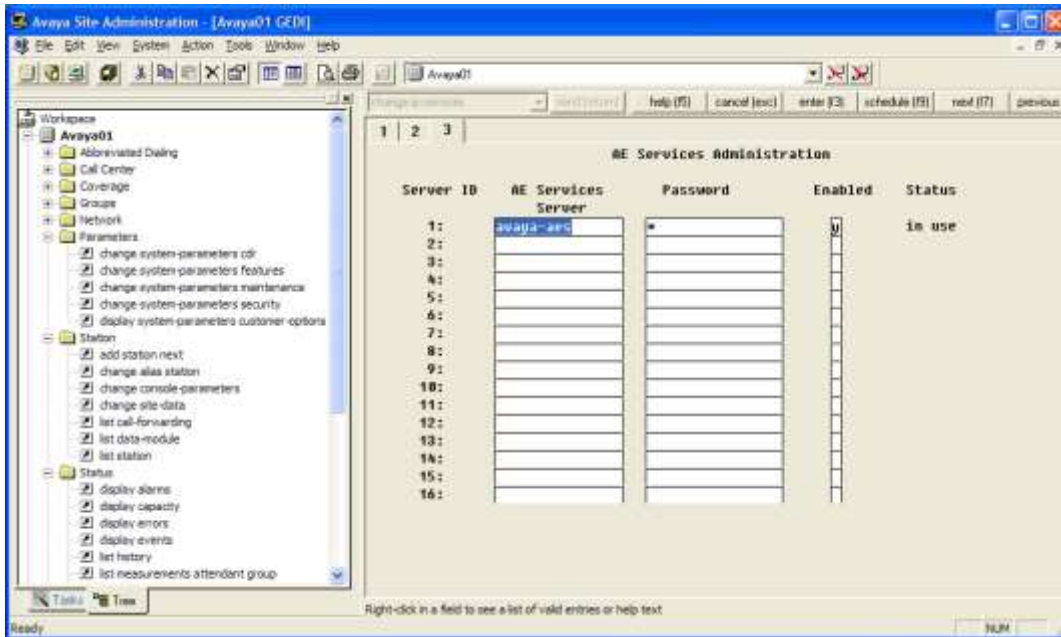 Avaya Site Administration - [Avaya01 GEDI]
File Edit View System Action Tools Window Help
Avaya01
help (f5) cancel (esc) enter (f3) schedule (f9) next (f7) previous
Workspace
Avaya01
Abbreviated Dialing
Call Center
Coverage
Groups
Network
Parameters
change system-parameters cdr
change system-parameters features
change system-parameters maintenance
change system-parameters security
display system-parameters customer-options
Station
add station next
change alias station
change console-parameters
change site-data
list call-forwarding
list data-module
list station
Status
display alarms
display capacity
display errors
display events
list history
list measurements attendant group
Tasks Tree
1 2 3
AE Services Administration
Server ID AE Services Server Password Enabled Status
1: avaya-aes * y in use
2:
3:
4:
5:
6:
7:
8:
9:
10:
11:
12:
13:
14:
15:
16:
Right-click in a field to see a list of valid entries or help text
Ready NUM